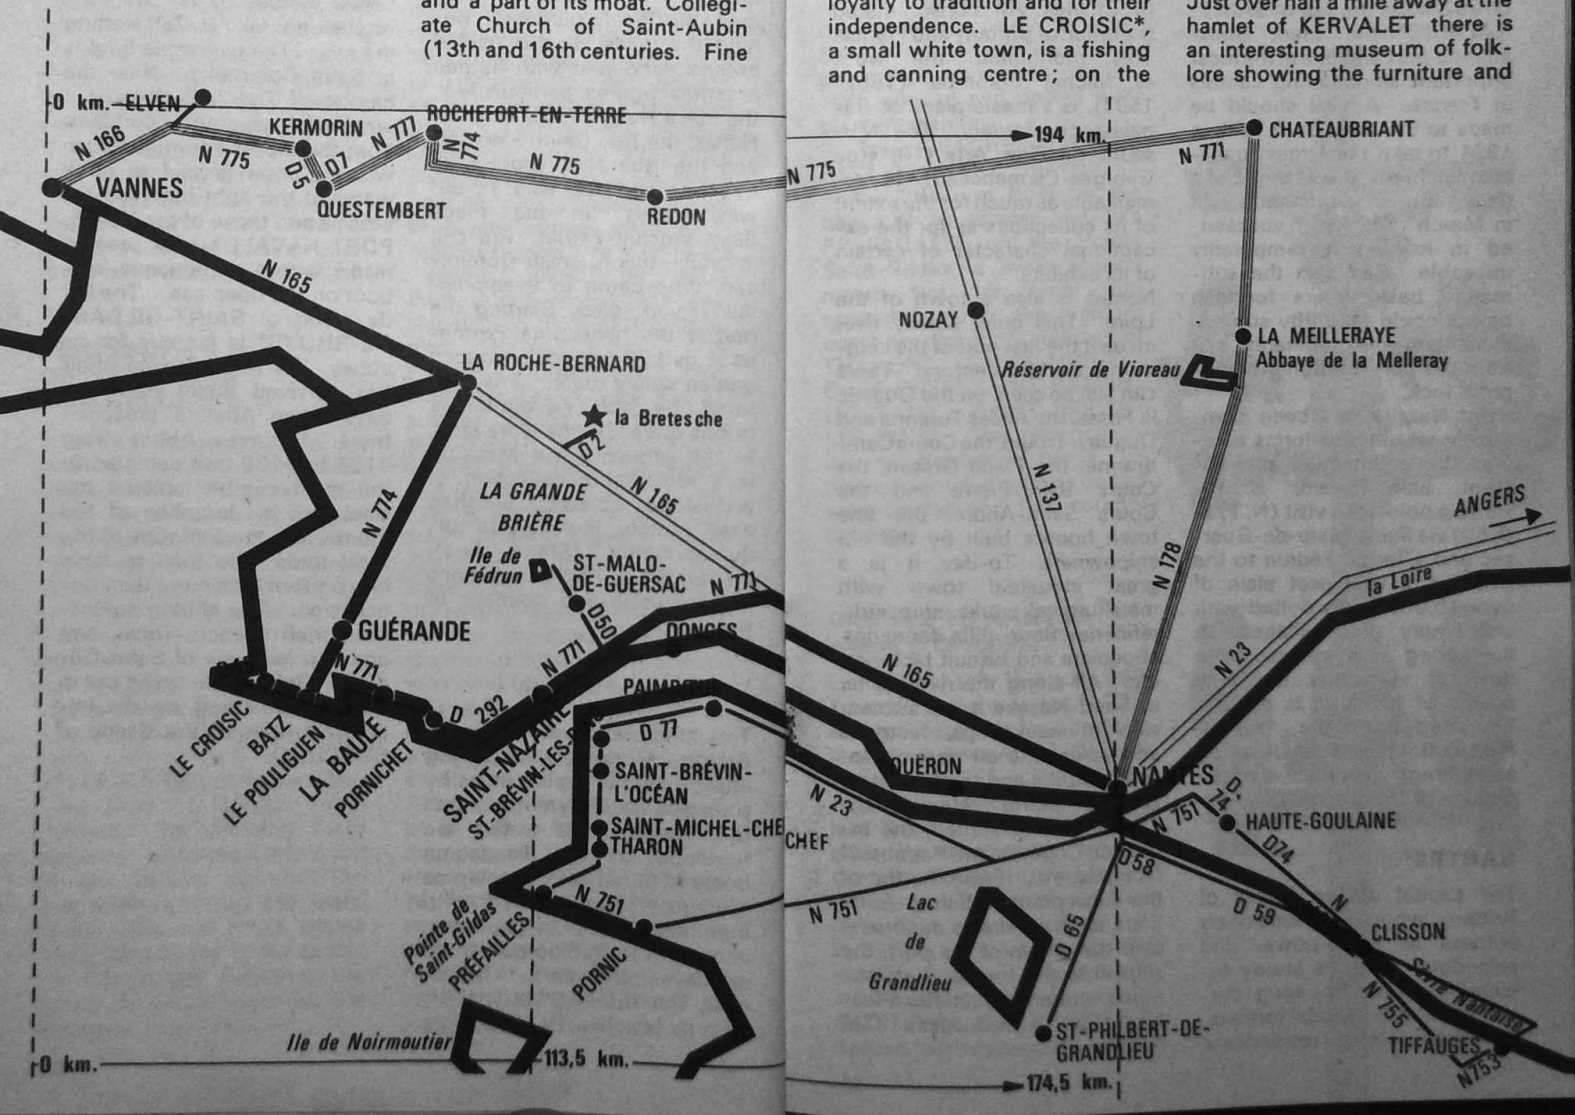 and a part of its moat. Collegi-
ate Church of Saint-Aubin
(13th and 16th centuries. Fine
loyalty to tradition and for their
independence. LE CROISIC*,
a small white town, is a fishing
and canning centre; on the
Just over half a mile away at the
hamlet of KERVALET there is
an interesting museum of folk-
lore showing the furniture and
0 km.
ELVEN
ROCHEFORT-EN-TERRE
194 km.
CHATEAUBRIANT
N 166
KERMORIN
N 777
N 774
N 775
D5
D7
N 775
N 775
N 771
VANNES
QUESTEMBERT
REDON
N 165
NOZAY
LA MEILLERAYE
Abbaye de la Melleray
Réservoir de Vioreau
LA ROCHE-BERNARD
la Bretesche
D2
N 165
N 774
N 137
LA GRANDE
BRIÈRE
ANGERS
Ile de
Fédrun
ST-MALO-
DE-GUERSAC
N 771
N 178
la Loire
D50
GUÉRANDE
DONGES
N 771
N 771
N 165
N 23
D 292
PAIMBŒUF
D 77
LE CROISIC
BATZ
LE POULIGUEN
LA BAULE
PORNICHET
SAINT-NAZAIRE
ST-BRÉVIN-LES-PINS
COUËRON
NANTES
SAINT-BRÉVIN-
L'OCÉAN
N 23
N 751
D.
74
HAUTE-GOULAINE
SAINT-MICHEL-CHEF
CHEF
THARON
D58
D74
N 751
N 751
Lac
de
Grandlieu
D 65
D 59
N
CLISSON
Pointe de
Saint-Gildas
PRÉFAILLES
PORNIC
Sèvre Nantaise
N 755
ST-PHILBERT-DE-
GRANDLIEU
TIFFAUGES
N753
Ile de Noirmoutier
0 km.
113,5 km.
174,5 km.